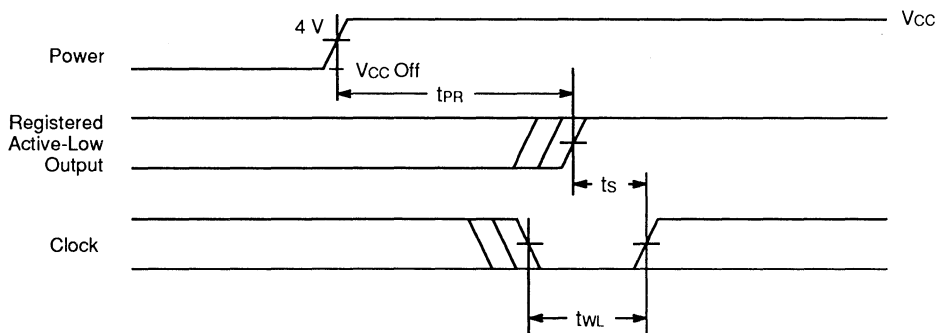 4 V
VCC
Power
VCC Off
tPR
Registered
Active-Low
Output
tS
Clock
tWL